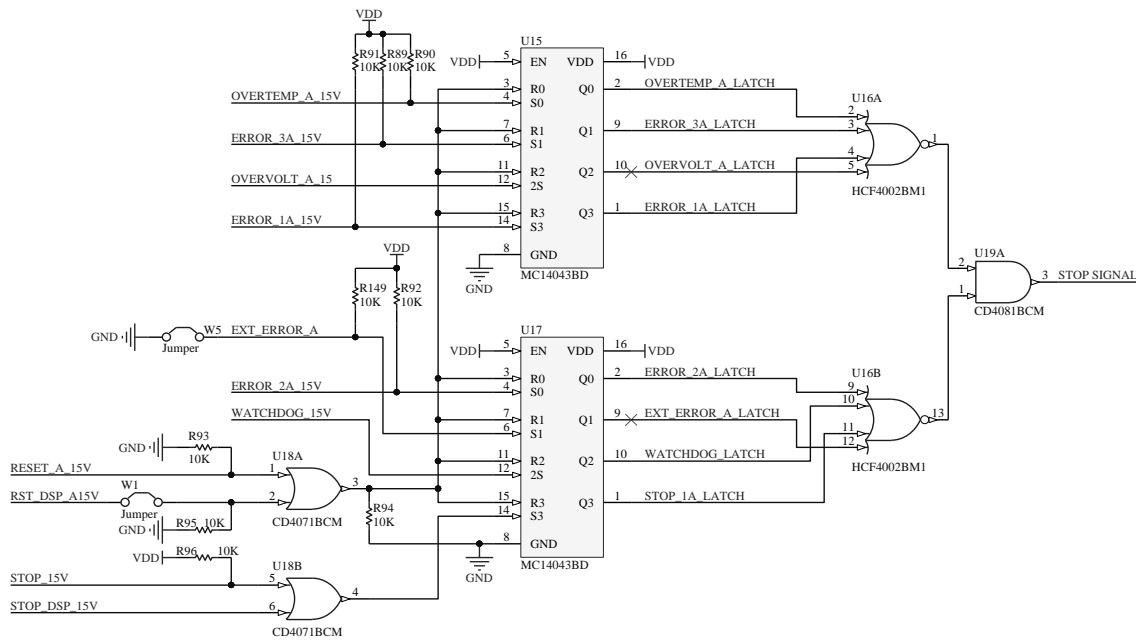 VDD
R91
10K
R89
10K
R90
10K
U15
VDD 5 EN VDD 16 VDD
3 R0 Q0 2 OVERTEMP_A_LATCH
OVERTEMP_A_15V 4 S0
7 R1 Q1 9 ERROR_3A_LATCH
ERROR_3A_15V 6 S1
11 R2 Q2 10 OVERVOLT_A_LATCH
OVERVOLT_A_15 12 2S
15 R3 Q3 1 ERROR_1A_LATCH
ERROR_1A_15V 14 S3
8 GND
GND
MC14043BD
U16A
2
3
4
5
1
HCF4002BM1
U19A
2
1
3 STOP SIGNAL
CD4081BCM
VDD
R149
10K
R92
10K
U17
GND W5 EXT_ERROR_A
Jumper
VDD 5 EN VDD 16 VDD
3 R0 Q0 2 ERROR_2A_LATCH
ERROR_2A_15V 4 S0
WATCHDOG_15V 7 R1 Q1 9 EXT_ERROR_A_LATCH
6 S1
11 R2 Q2 10 WATCHDOG_LATCH
12 2S
15 R3 Q3 1 STOP_1A_LATCH
14 S3
8 GND
GND
MC14043BD
U16B
9
10
11
12
13
HCF4002BM1
GND R93
10K
U18A
RESET_A_15V 1
3
RST_DSP_A15V W1 2
Jumper
CD4071BCM
GND R95 10K
R94
10K
VDD R96 10K
U18B
STOP_15V 5
4
STOP_DSP_15V 6
CD4071BCM